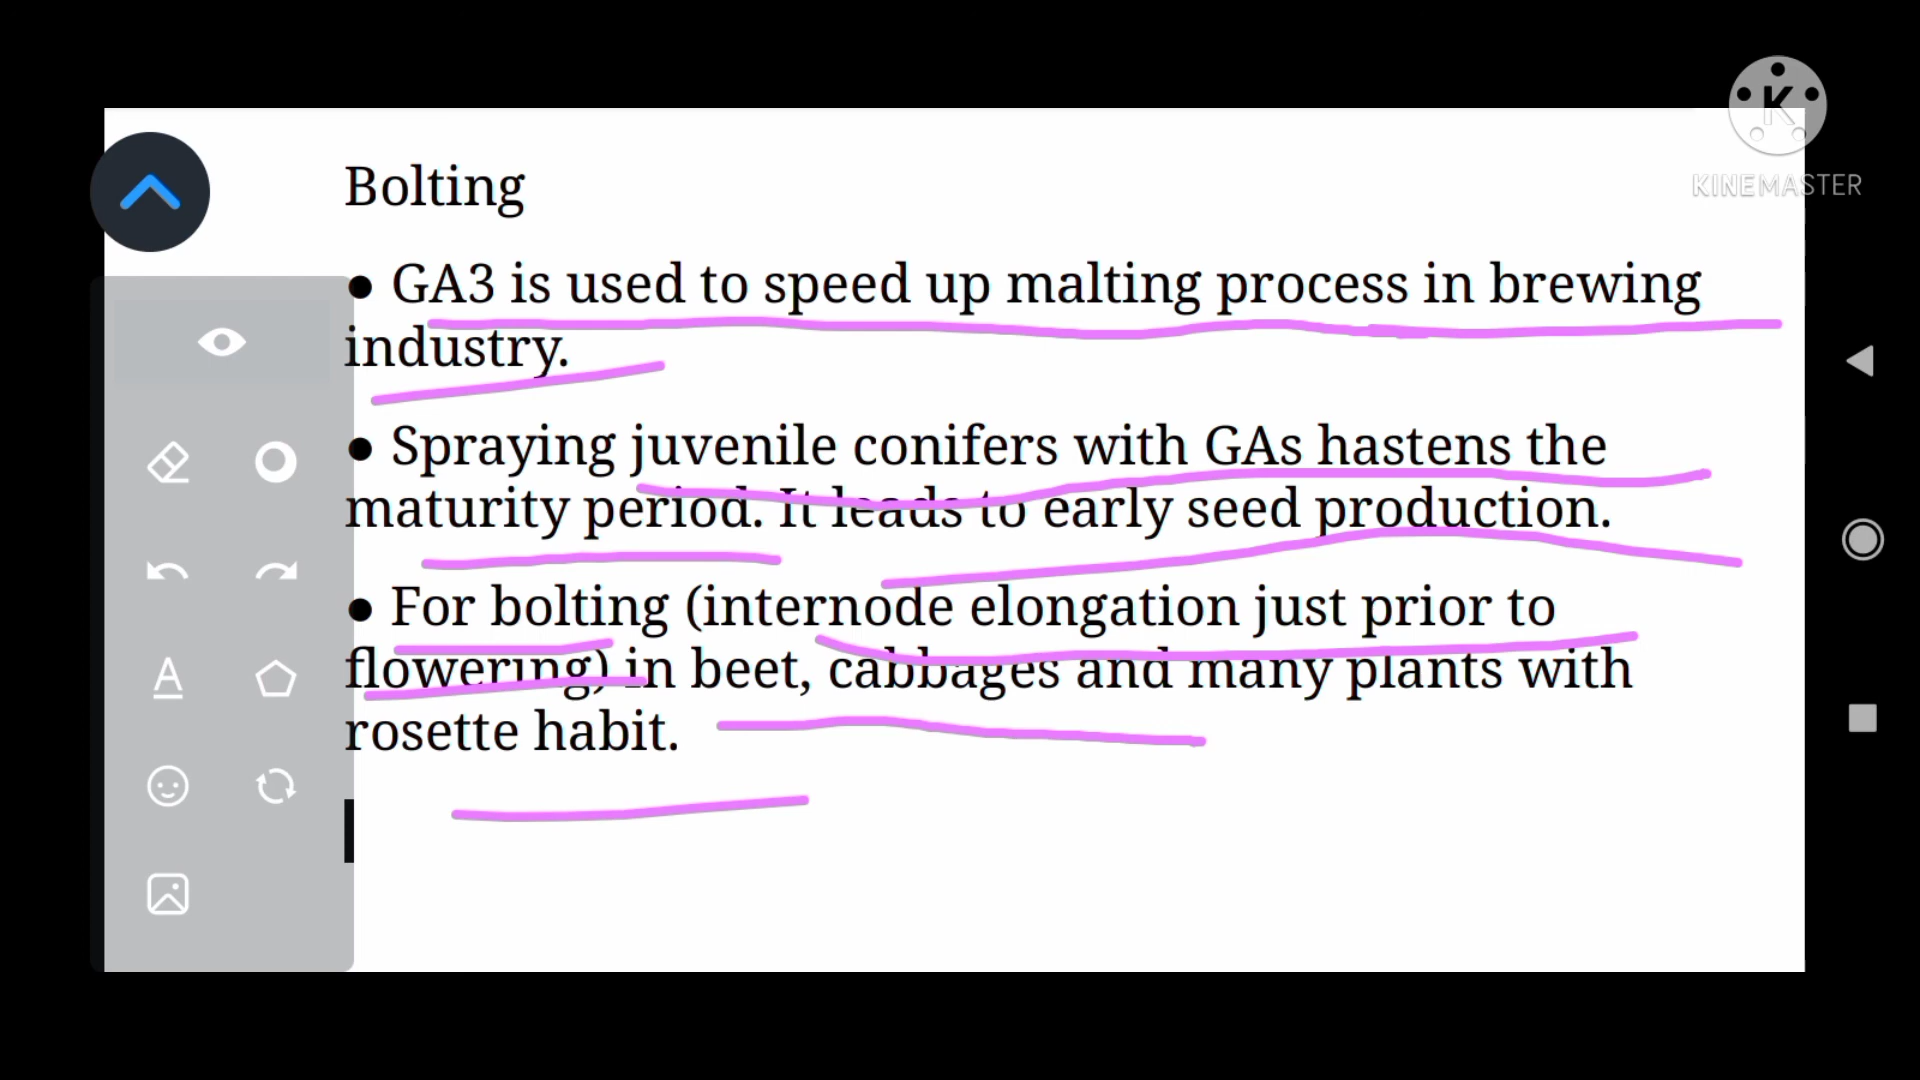 Bolting
● GA3 is used to speed up malting process in brewing
industry.
● Spraying juvenile conifers with GAs hastens the
maturity period. It leads to early seed production.
● For bolting (internode elongation just prior to
flowering) in beet, cabbages and many plants with
rosette habit.
K
KINEMASTER
A